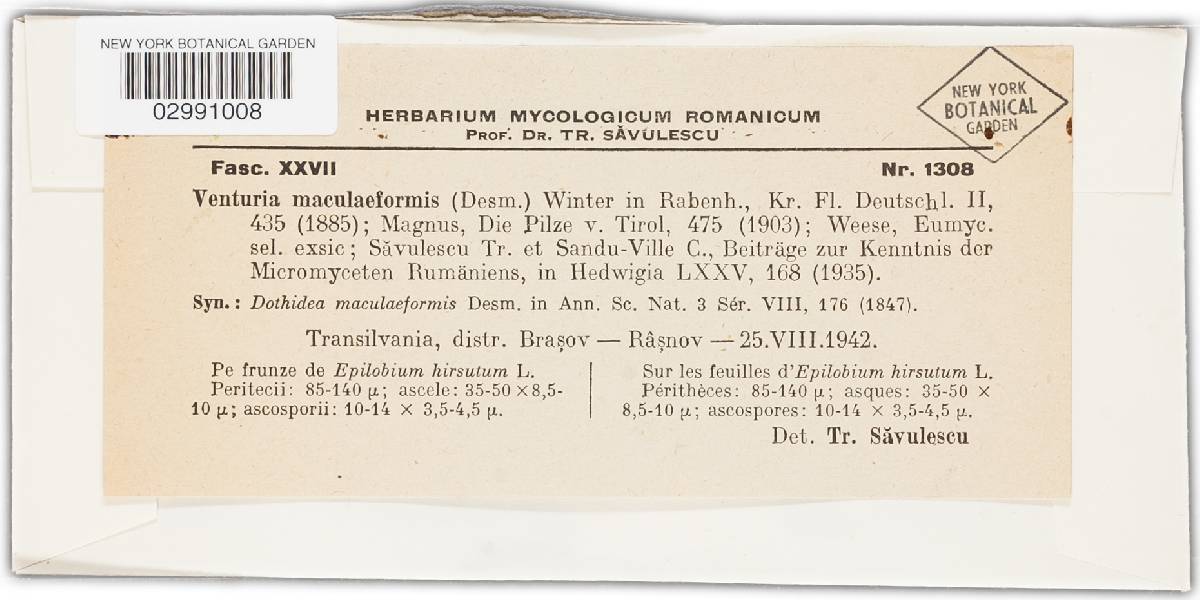 NEW YORK BOTANICAL GARDEN
02991008
NEW YORK
BOTANICAL
GARDEN
HERBARIUM MYCOLOGICUM ROMANICUM
PROF. DR. TR. SĂVULESCU
Fasc. XXVII Nr. 1308
Venturia maculaeformis (Desm.) Winter in Rabenh., Kr. Fl. Deutschl. II,
435 (1885); Magnus, Die Pilze v. Tirol, 475 (1903); Weese, Eumyc.
sel. exsic; Săvulescu Tr. et Sandu-Ville C., Beiträge zur Kenntnis der
Micromyceten Rumäniens, in Hedwigia LXXV, 168 (1935).
Syn.: Dothidea maculaeformis Desm. in Ann. Sc. Nat. 3 Sér. VIII, 176 (1847).
Transilvania, distr. Brașov — Râșnov — 25.VIII.1942.
Pe frunze de Epilobium hirsutum L.
Peritecii: 85-140 µ; ascele: 35-50 × 8,5-
10 µ; ascosporii: 10-14 × 3,5-4,5 µ.
Sur les feuilles d'Epilobium hirsutum L.
Périthèces: 85-140 µ; asques: 35-50 ×
8,5-10 µ; ascospores: 10-14 × 3,5-4,5 µ.
Det. Tr. Săvulescu